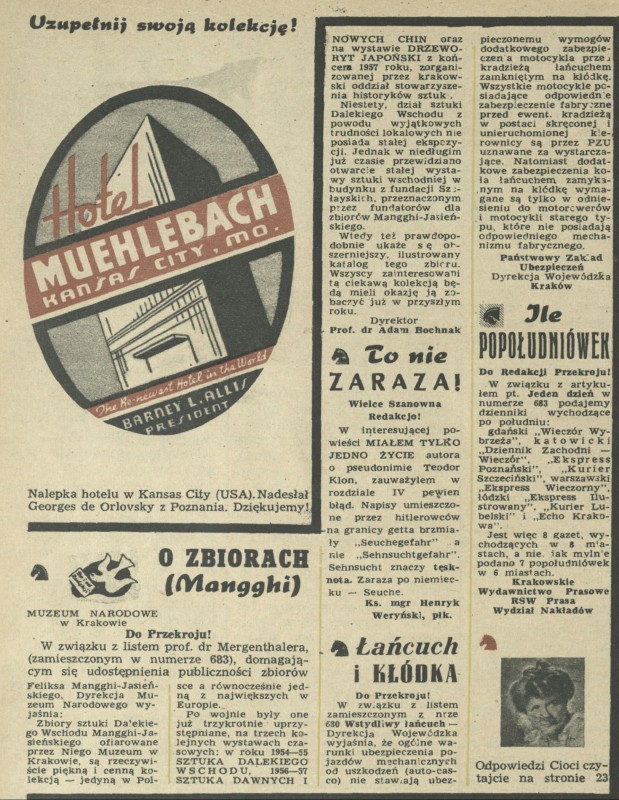 Uzupełnij swoją kolekcję!
Hotel
MUEHLEBACH
KANSAS CITY, MO.
The Re-newest Hotel in the World
BARNEY L. ALLIS
PRESIDENT
Nalepka hotelu w Kansas City (USA). Nadesłał
Georges de Orlovsky z Poznania. Dziękujemy!
O ZBIORACH
(Mangghi)
MUZEUM NARODOWE
w Krakowie
Do Przekroju!
W związku z listem prof. dr Mergenthalera,
(zamieszczonym w numerze 683), domagają-
cym się udostępnienia publiczności zbiorów
Feliksa Mangghi-Jasień-
skiego, Dyrekcja Mu-
zeum Narodowego wy-
jaśnia:
Zbiory sztuki Dalekie-
go Wschodu Mangghi-Ja-
sieńskiego ofiarowane
przez Niego Muzeum w
Krakowie, są rzeczywi-
ście piękną i cenną ko-
lekcją — jedyną w Pol-
sce a równocześnie jed-
ną z największych w
Europie.
Po wojnie były one
już trzykrotnie uprzy-
stępniane, na trzech ko-
lejnych wystawach cza-
sowych; w roku 1954—55
SZTUKA DALEKIEGO
WSCHODU, 1956—57
SZTUKA DAWNYCH I
NOWYCH CHIN oraz
na wystawie DRZEWO-
RYT JAPOŃSKI z koń-
cem 1957 roku, zorgani-
zowanej przez krakow-
ski oddział stowarzysze-
nia historyków sztuki.
Niestety, dział sztuki
Dalekiego Wschodu z
powodu wyjątkowych
trudności lokalowych nie
posiada stałej ekspozy-
cji. Jednak w niedługim
już czasie przewidziano
otwarcie stałej wysta-
wy sztuki wschodniej w
budynku z fundacji Szo-
łayskich, przeznaczonym
przez fundatorów dla
zbiorów Mangghi-Jasień-
skiego.
Wtedy też prawdopo-
dobnie ukaże się ob-
szerniejszy, ilustrowany
katalog tego zbioru.
Wszyscy zainteresowani
tą ciekawą kolekcją bę-
dą mieli okazję ją zo-
baczyć już w przyszłym
roku.
Dyrektor
Prof. dr Adam Bochnak
To nie
ZARAZA!
Wielce Szanowna
Redakcjo!
W interesującej po-
wieści MIAŁEM TYLKO
JEDNO ŻYCIE autora
o pseudonimie Teodor
Klon, zauważyłem w
rozdziale IV pewien
błąd. Napisy umieszczo-
ne przez hitlerowców
na granicy getta brzmia-
ły „Seuchegefahr" a
nie „Sehnsuchtgefahr".
Sehnsucht znaczy tęsk-
nota. Zaraza po niemiec-
ku — Seuche.
Ks. mgr Henryk
Weryński, płk.
Łańcuch
i KŁÓDKA
Do Przekroju!
W związku z listem
zamieszczonym z nrze
680 Wstydliwy łańcuch —
Dyrekcja Wojewódzka
wyjaśnia, że ogólne wa-
runki ubezpieczenia po-
jazdów mechanicznych
od uszkodzeń (auto-cas-
co) nie stawiają ubez-
pieczonemu wymogów
dodatkowego zabezpie-
czenia motocykla przed
kradzieżą łańcuchem
zamkniętym na kłódkę.
Wszystkie motocykle po-
siadające odpowiednie
zabezpieczenie fabryczne
przed ewent. kradzieżą
w postaci skręconej i
unieruchomionej kie-
rownicy są przez PZU
uznawane za wystarcza-
jące. Natomiast dodat-
kowe zabezpieczenia ko-
ła łańcuchem zamyka-
nym na kłódkę wyma-
gane są tylko w odnie-
sieniu do motorowerów
i motocykli starego ty-
pu, które nie posiadają
odpowiedniego mecha-
nizmu fabrycznego.
Państwowy Zakład
Ubezpieczeń
Dyrekcja Wojewódzka
Kraków
Ile
POPOŁUDNIÓWEK
Do Redakcji Przekroju!
W związku z artyku-
łem pt. Jeden dzień w
numerze 683 podajemy
dzienniki wychodzące
po południu:
gdański „Wieczór Wy-
brzeża", katowicki
„Dziennik Zachodni —
Wieczór", „Ekspress
Poznański", „Kurier
Szczeciński", warszawski
„Ekspress Wieczorny",
łódzki „Ekspress Ilu-
strowany", „Kurier Lu-
belski" i „Echo Krako-
wa".
Jest więc 8 gazet, wy-
chodzących w 8 mia-
stach, a nie, jak mylnie
podano 7 popołudniówek
w 6 miastach.
Krakowskie
Wydawnictwo Prasowe
RSW Prasa
Wydział Nakładów
Odpowiedzi Cioci czy-
tajcie na stronie 23